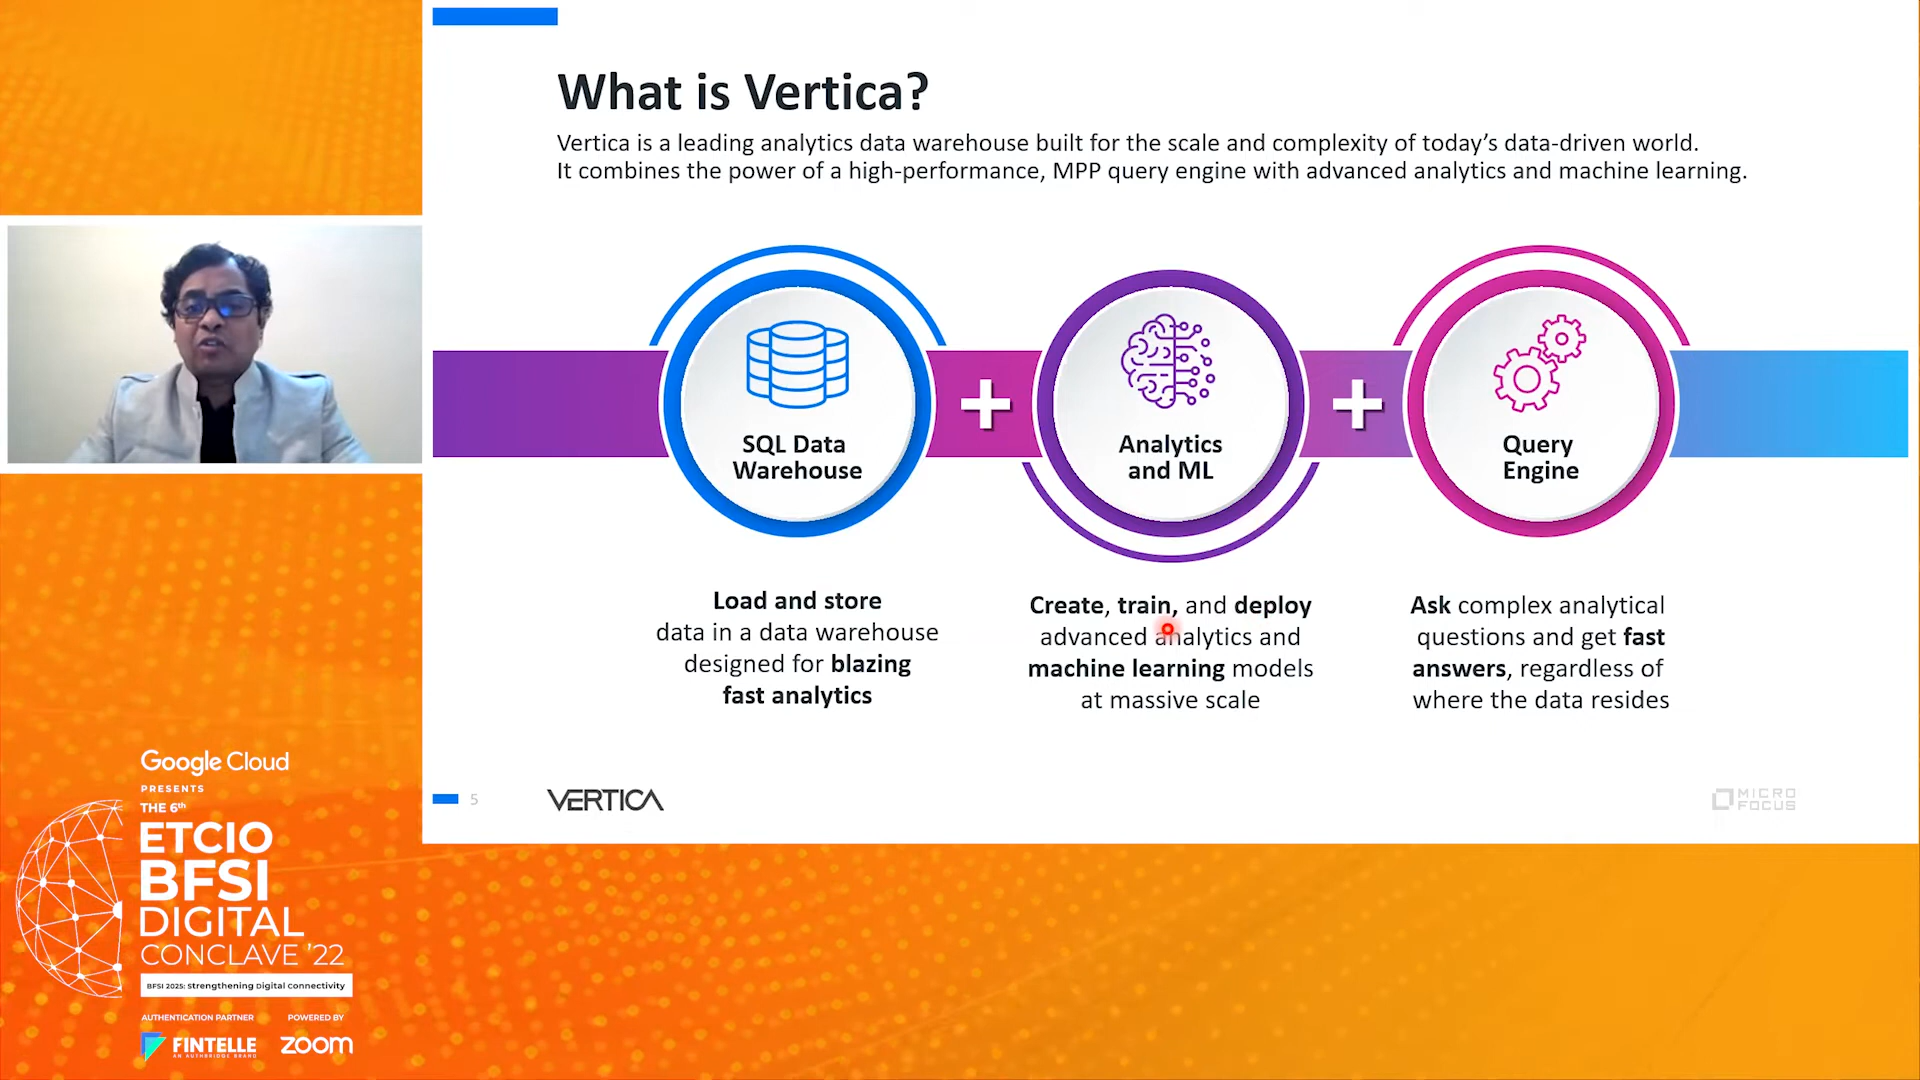 What is Vertica?
Vertica is a leading analytics data warehouse built for the scale and complexity of today’s data-driven world.
It combines the power of a high-performance, MPP query engine with advanced analytics and machine learning.
SQL Data
Warehouse
Analytics
and ML
Query
Engine
Load and store
data in a data warehouse
designed for blazing
fast analytics
Create, train, and deploy
advanced analytics and
machine learning models
at massive scale
Ask complex analytical
questions and get fast
answers, regardless of
where the data resides
5
VERTICA
MICRO
FOCUS
Google Cloud
PRESENTS
THE 6th
ETCIO
BFSI
DIGITAL
CONCLAVE '22
BFSI 2025: Strengthening digital connectivity
AUTHENTICATION PARTNER
POWERED BY
FINTELLE
AN AUTHBRIDGE BRAND
zoom